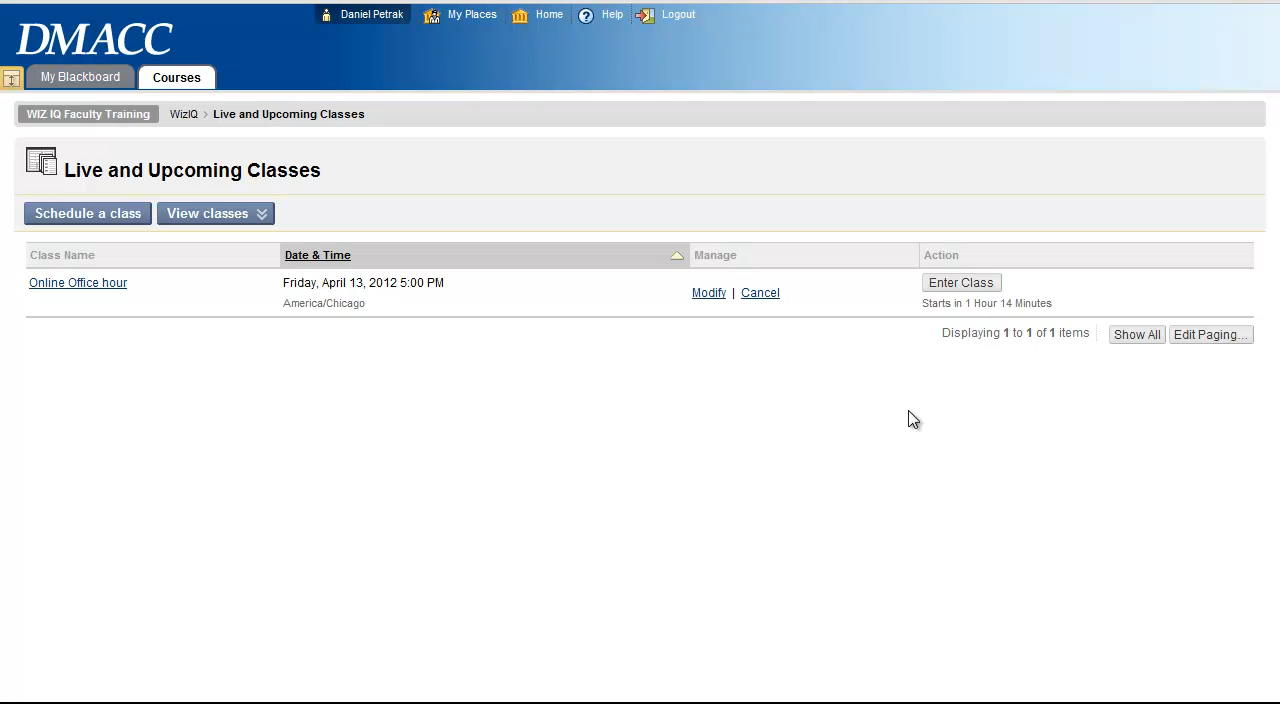 Daniel Petrak My Places Home Help Logout
DMACC
My Blackboard Courses
WIZ IQ Faculty Training WizIQ > Live and Upcoming Classes
Live and Upcoming Classes
Schedule a class View classes
Class Name Date & Time Manage Action
Online Office hour Friday, April 13, 2012 5:00 PM Modify | Cancel Enter Class
America/Chicago Starts in 1 Hour 14 Minutes
Displaying 1 to 1 of 1 items Show All Edit Paging...